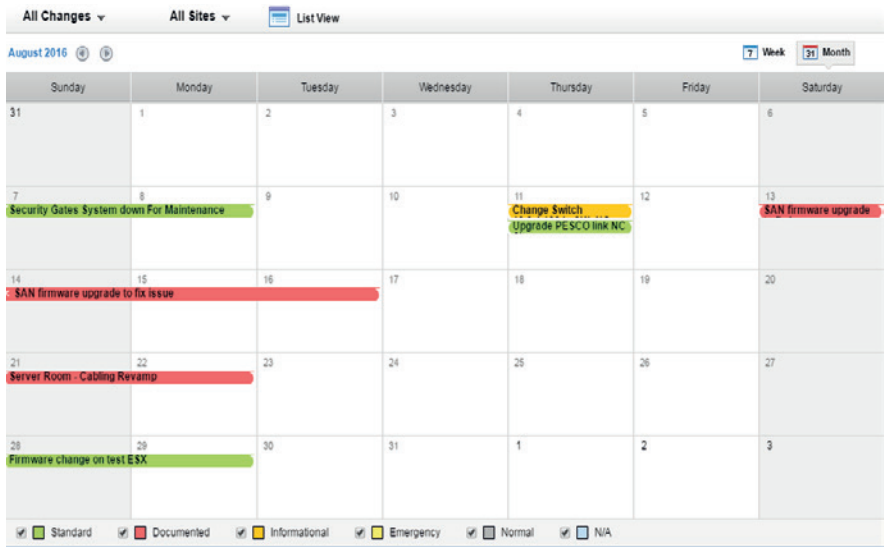 All Changes All Sites List View
August 2016 7 Week 31 Month
Sunday Monday Tuesday Wednesday Thursday Friday Saturday
31 1 2 3 4 5 6
7 8 9 10 11 12 13
Security Gates System down For Maintenance Change Switch SAN firmware upgrade
Upgrade PESCO link NC
14 15 16 17 18 19 20
SAN firmware upgrade to fix issue
21 22 23 24 25 26 27
Server Room - Cabling Revamp
28 29 30 31 1 2 3
Firmware change on test ESX
Standard Documented Informational Emergency Normal N/A